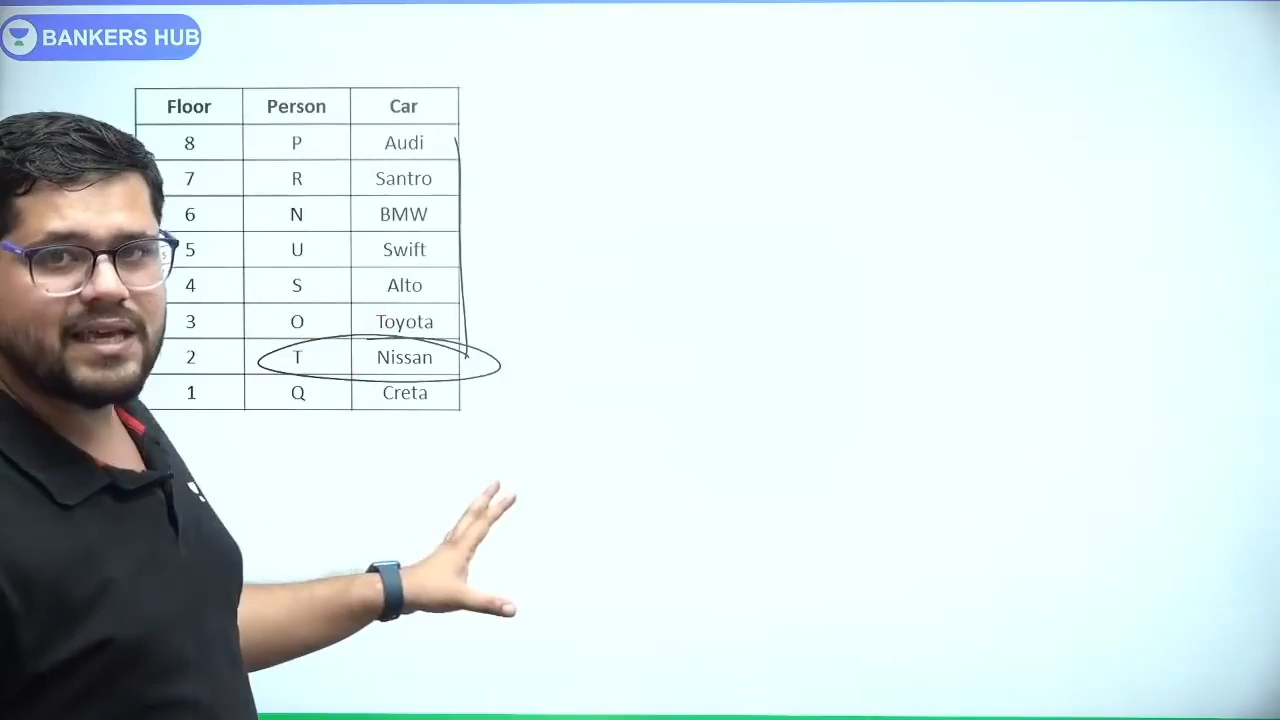 BANKERS HUB
Floor Person Car
8 P Audi
7 R Santro
6 N BMW
5 U Swift
4 S Alto
3 O Toyota
2 T Nissan
1 Q Creta